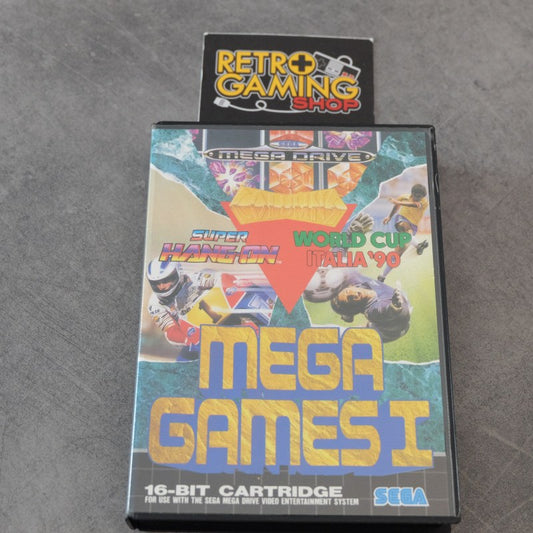 RETRO
GAMING
SHOP
SEGA
MEGA DRIVE
COLUMNS
SUPER
HANG-ON
WORLD CUP
ITALIA '90
MEGA
GAMES I
16-BIT CARTRIDGE
FOR USE WITH THE SEGA MEGA DRIVE VIDEO ENTERTAINMENT SYSTEM
SEGA